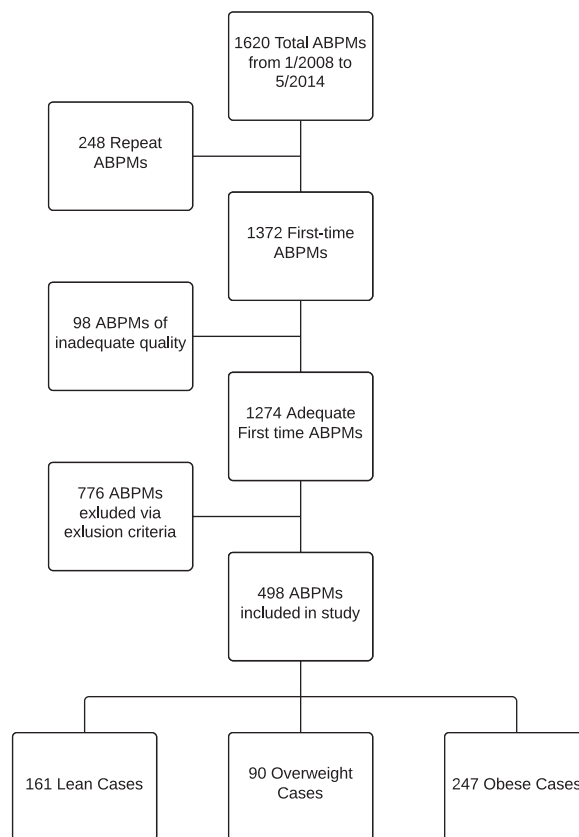 1620 Total ABPMs
from 1/2008 to
5/2014
248 Repeat
ABPMs
1372 First-time
ABPMs
98 ABPMs of
inadequate quality
1274 Adequate
First time ABPMs
776 ABPMs
exluded via
exlusion criteria
498 ABPMs
included in study
161 Lean Cases
90 Overweight
Cases
247 Obese Cases